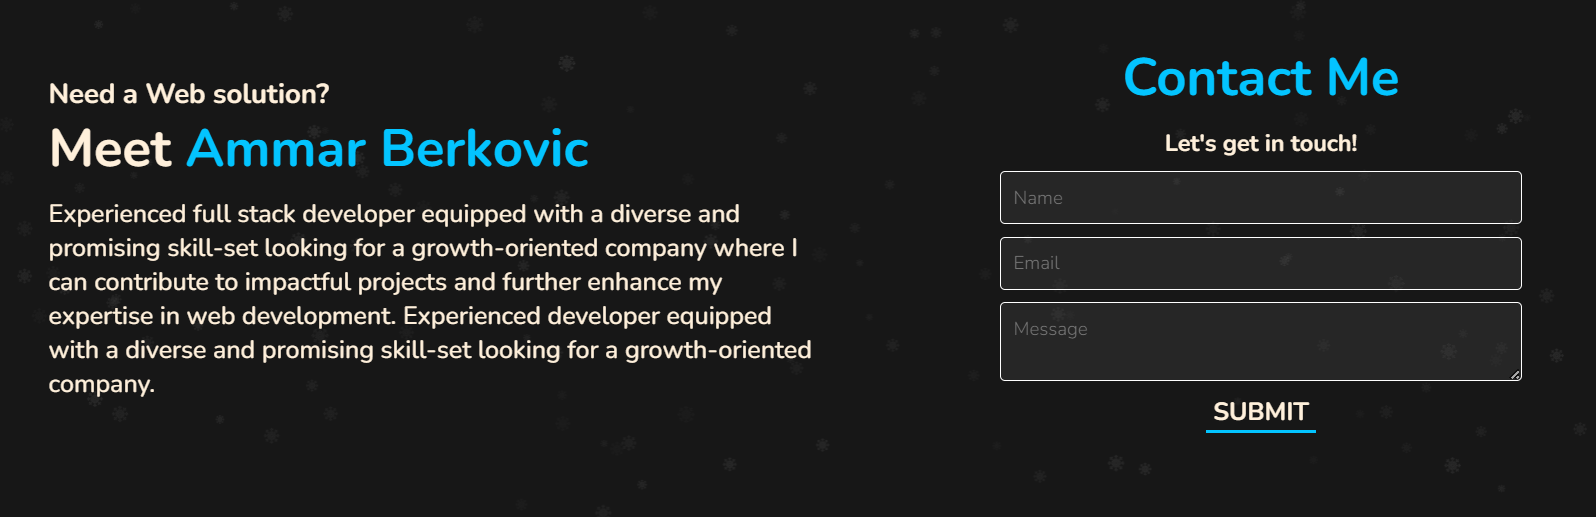 Need a Web solution?
Meet Ammar Berkovic
Experienced full stack developer equipped with a diverse and
promising skill-set looking for a growth-oriented company where I
can contribute to impactful projects and further enhance my
expertise in web development. Experienced developer equipped
with a diverse and promising skill-set looking for a growth-oriented
company.
Contact Me
Let's get in touch!
Name
Email
Message
SUBMIT